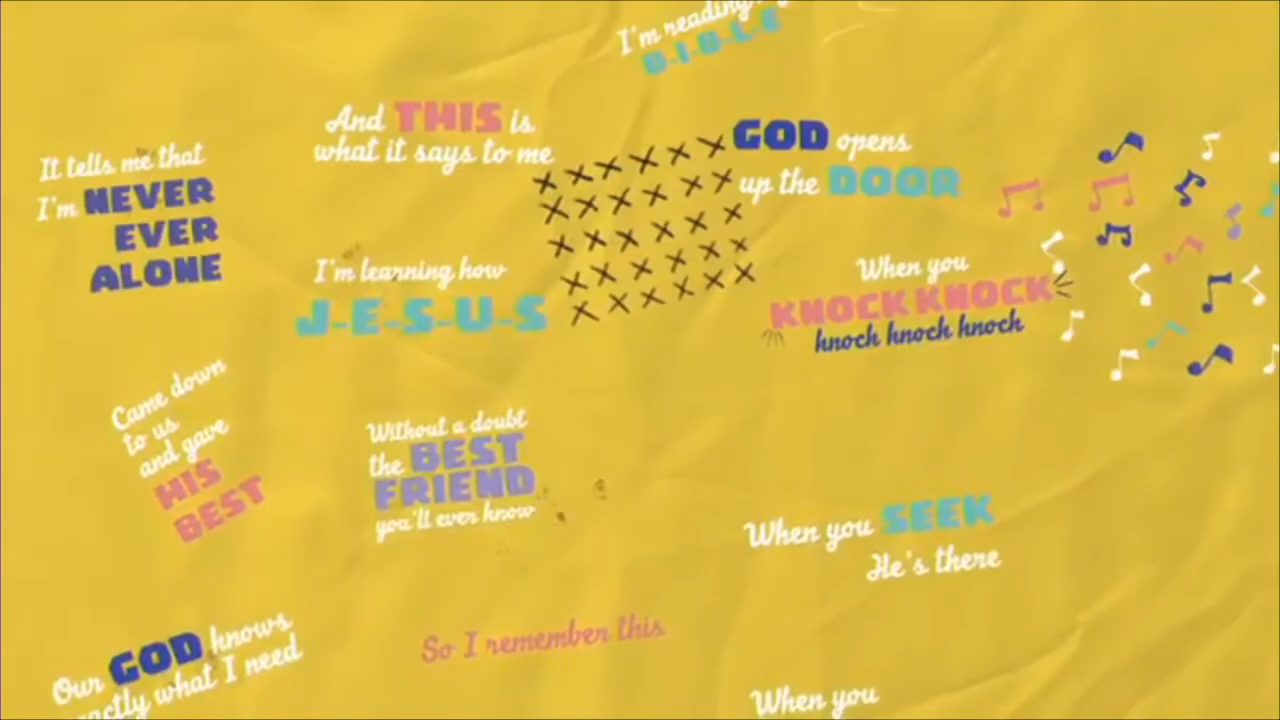 I'm reading
B-I-B-L-E
And THIS is
what it says to me
It tells me that
I'm NEVER
EVER
ALONE
I'm learning how
J-E-S-U-S
Came down
to us
and gave
HIS
BEST
Without a doubt
the BEST
FRIEND
you'll ever know
Our GOD knows
exactly what I need
So I remember this
GOD opens
up the DOOR
When you
KNOCK KNOCK
knock knock knock
When you SEEK
He's there
When you